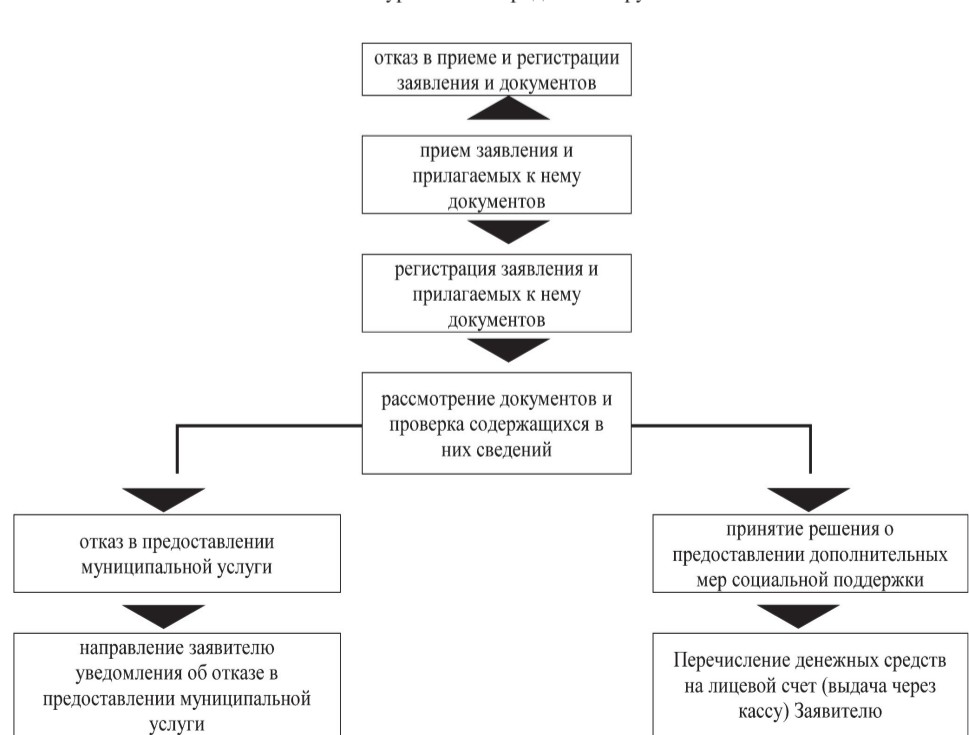 отказ в приеме и регистрации
заявления и документов
прием заявления и
прилагаемых к нему
документов
регистрация заявления и
прилагаемых к нему
документов
рассмотрение документов и
проверка содержащихся в
них сведений
отказ в предоставлении
муниципальной услуги
принятие решения о
предоставлении дополнительных
мер социальной поддержки
направление заявителю
уведомления об отказе в
предоставлении муниципальной
услуги
Перечисление денежных средств
на лицевой счет (выдача через
кассу) Заявителю